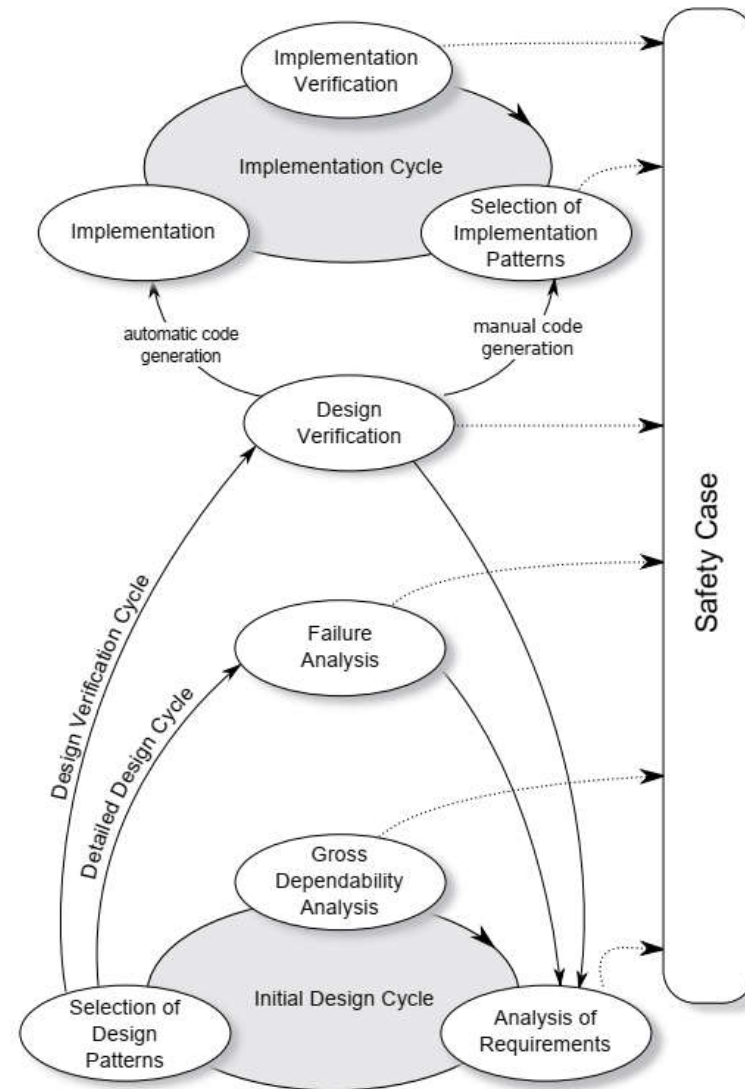 Implementation
Verification
Implementation Cycle
Implementation
Selection of
Implementation
Patterns
automatic code
generation
manual code
generation
Design
Verification
Safety Case
Design Verification Cycle
Failure
Analysis
Detailed Design Cycle
Gross
Dependability
Analysis
Initial Design Cycle
Selection of
Design
Patterns
Analysis of
Requirements